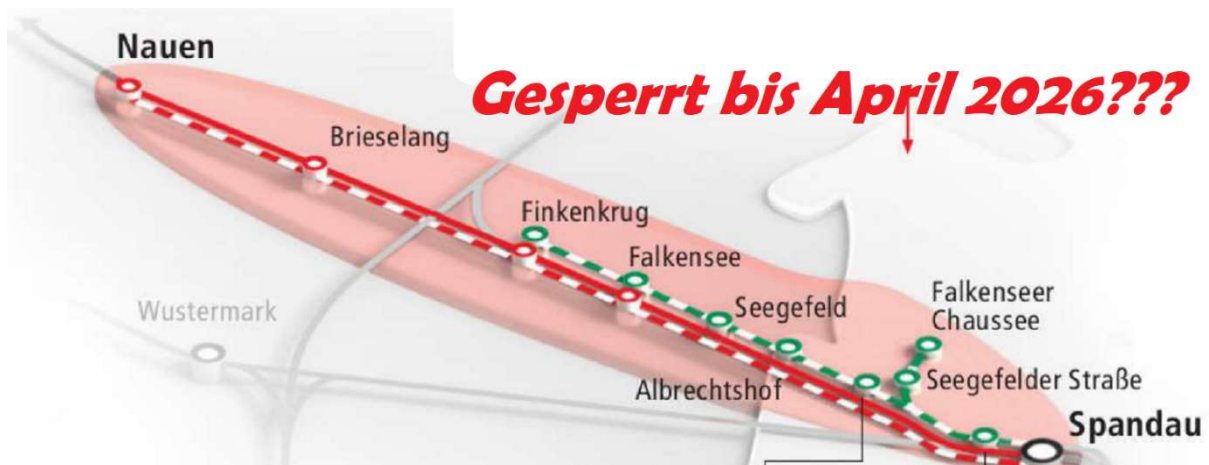 Nauen
Gesperrt bis April 2026???
Brieselang
Finkenkrug
Falkensee
Seegefeld
Falkenseer
Chaussee
Wustermark
Albrechtshof
Seegefelder Straße
Spandau